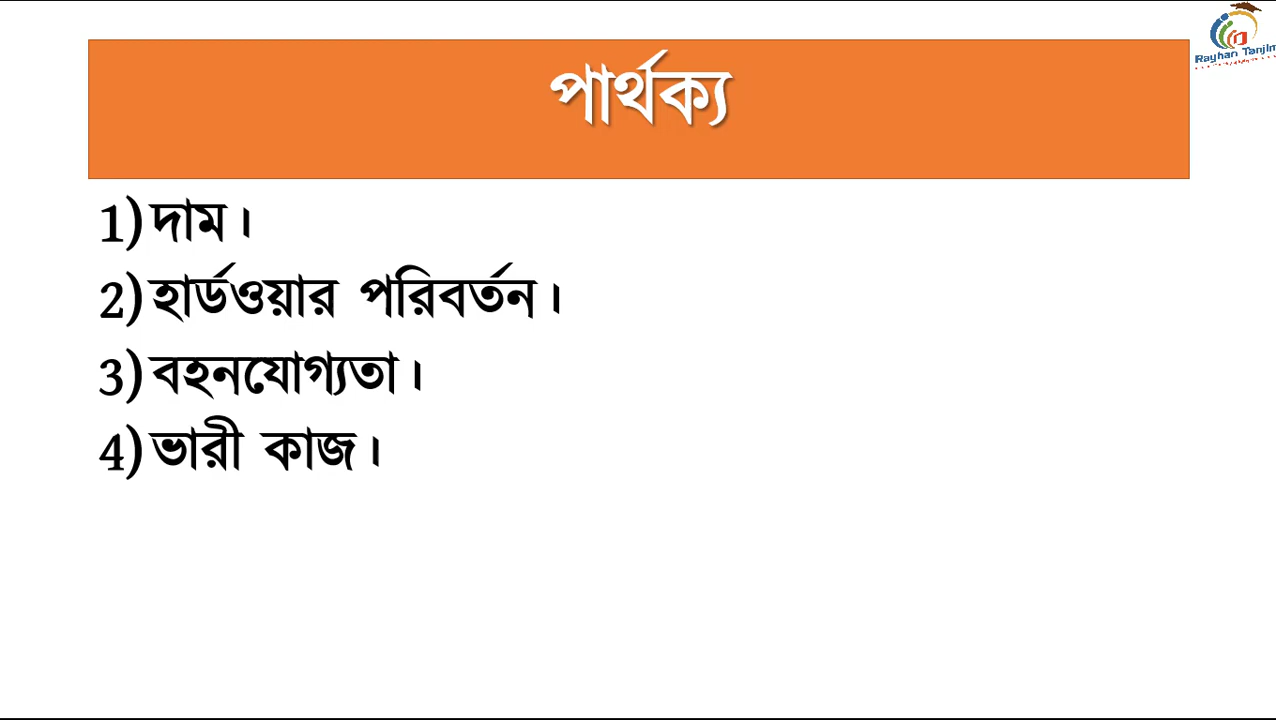 Rayhan Tanjim
পার্থক্য
1) দাম।
2) হার্ডওয়ার পরিবর্তন।
3) বহনযোগ্যতা।
4) ভারী কাজ।